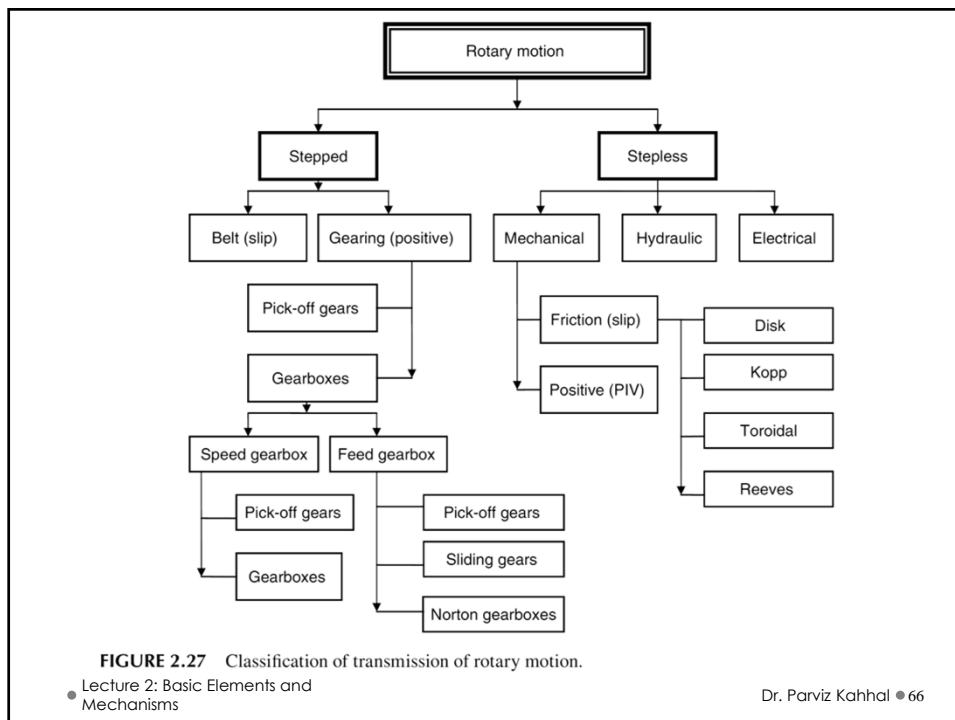 Rotary motion
Stepped
Stepless
Belt (slip)
Gearing (positive)
Mechanical
Hydraulic
Electrical
Pick-off gears
Friction (slip)
Disk
Gearboxes
Positive (PIV)
Kopp
Toroidal
Speed gearbox
Feed gearbox
Reeves
Pick-off gears
Pick-off gears
Sliding gears
Gearboxes
Norton gearboxes
FIGURE 2.27 Classification of transmission of rotary motion.
Lecture 2: Basic Elements and
Mechanisms
Dr. Parviz Kahhal 66